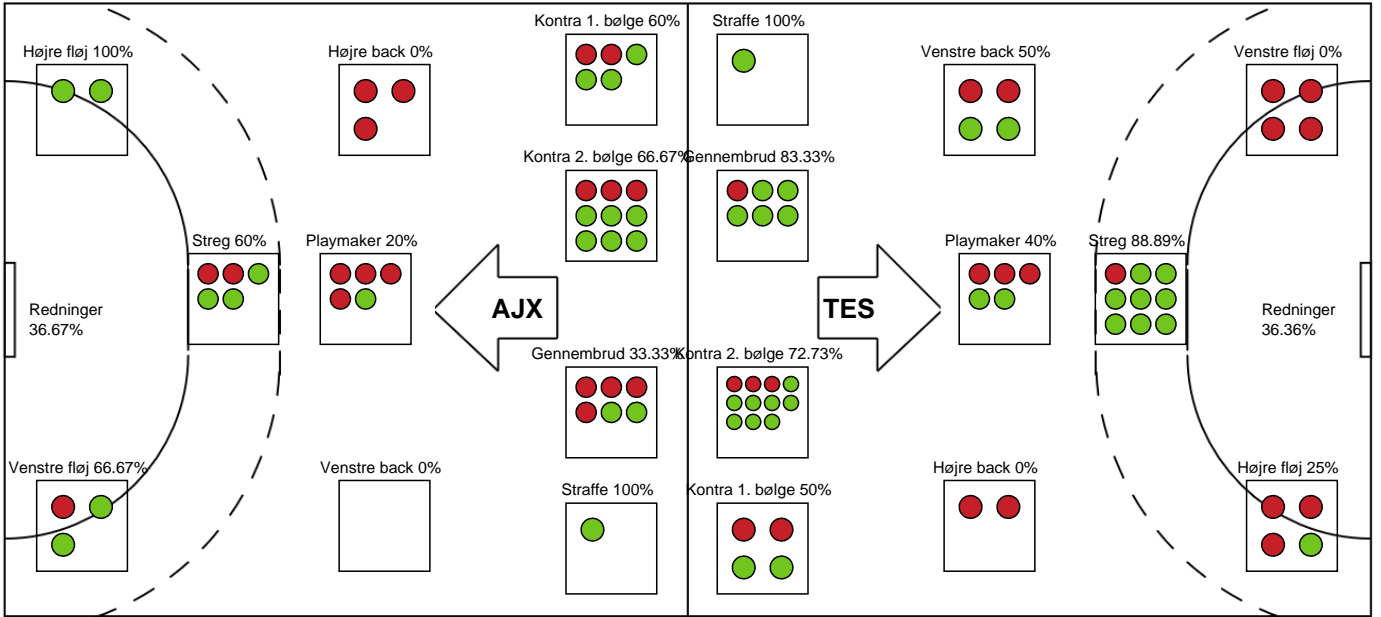 Kontra 1. bølge 60%
Straffe 100%
Højre fløj 100%
Højre back 0%
Venstre back 50%
Venstre fløj 0%
Kontra 2. bølge 66.67%
Gennembrud 83.33%
Streg 60%
Playmaker 20%
Playmaker 40%
Streg 88.89%
Redninger
36.67%
AJX
TES
Redninger
36.36%
Gennembrud 33.33%
Kontra 2. bølge 72.73%
Venstre fløj 66.67%
Venstre back 0%
Straffe 100%
Kontra 1. bølge 50%
Højre back 0%
Højre fløj 25%